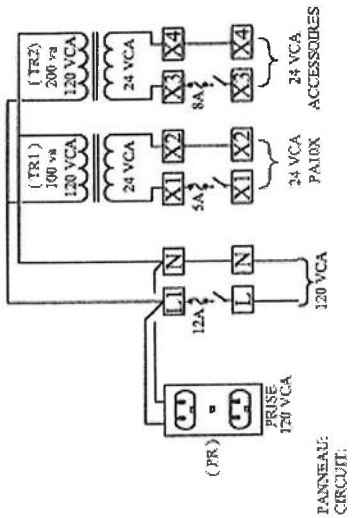 (TR1)
100 va
120 VCA
24 VCA
(TR2)
200 va
120 VCA
24 VCA
L1
N
X1
X2
X3
X4
12A
5A
8A
L
N
X1
X2
X3
X4
(PR)
PRISE
120 VCA
120 VCA
24 VCA
PA10X
24 VCA
ACCESSOIRES
PANNEAU:
CIRCUIT: